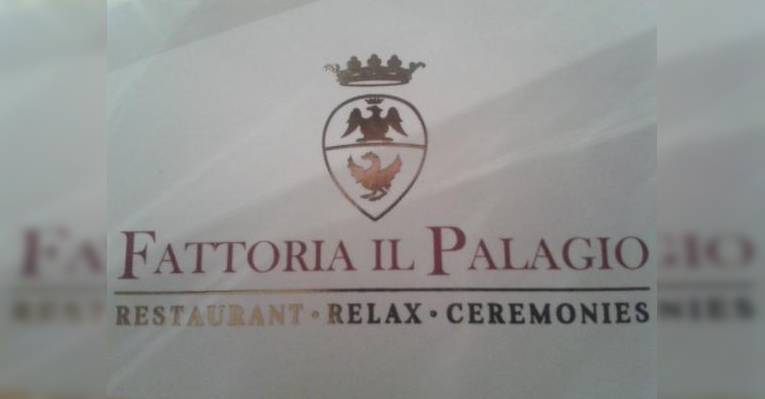 FATTORIA IL PALAGIO
RESTAURANT • RELAX • CEREMONIES